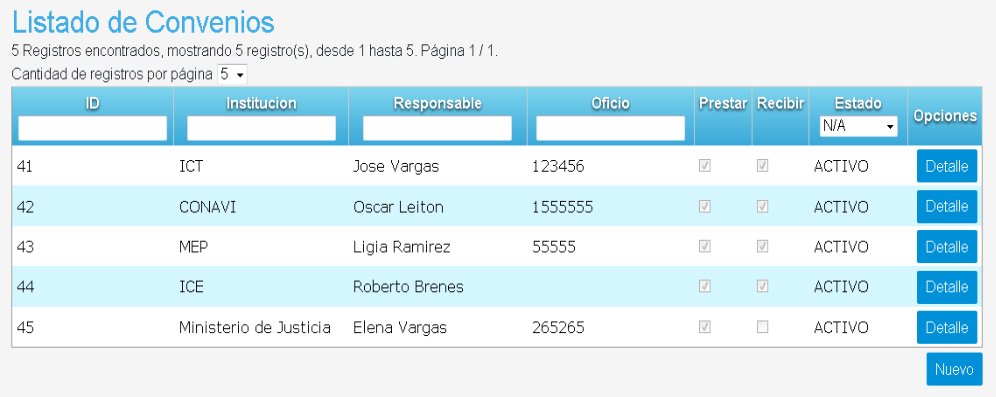 Listado de Convenios
5 Registros encontrados, mostrando 5 registro(s), desde 1 hasta 5. Página 1 / 1.
Cantidad de registros por página 5
ID Institucion Responsable Oficio Prestar Recibir Estado Opciones
N/A
41 ICT Jose Vargas 123456 ACTIVO Detalle
42 CONAVI Oscar Leiton 1555555 ACTIVO Detalle
43 MEP Ligia Ramirez 55555 ACTIVO Detalle
44 ICE Roberto Brenes ACTIVO Detalle
45 Ministerio de Justicia Elena Vargas 265265 ACTIVO Detalle
Nuevo